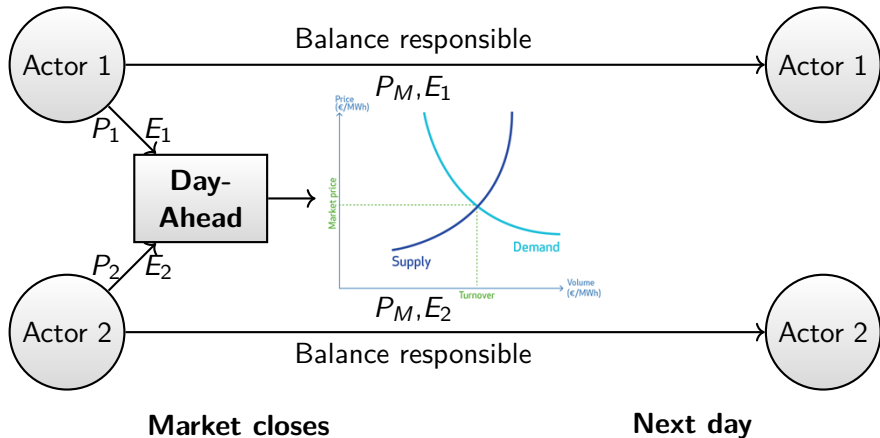 Balance responsible
Actor 1
Actor 1
P_M, E_1
Price
(€/MWh)
P_1 E_1
Day-
Ahead
Market price
Demand
Supply
P_2 E_2
Volume
(€/MWh)
Turnover
P_M, E_2
Actor 2
Actor 2
Balance responsible
Market closes
Next day